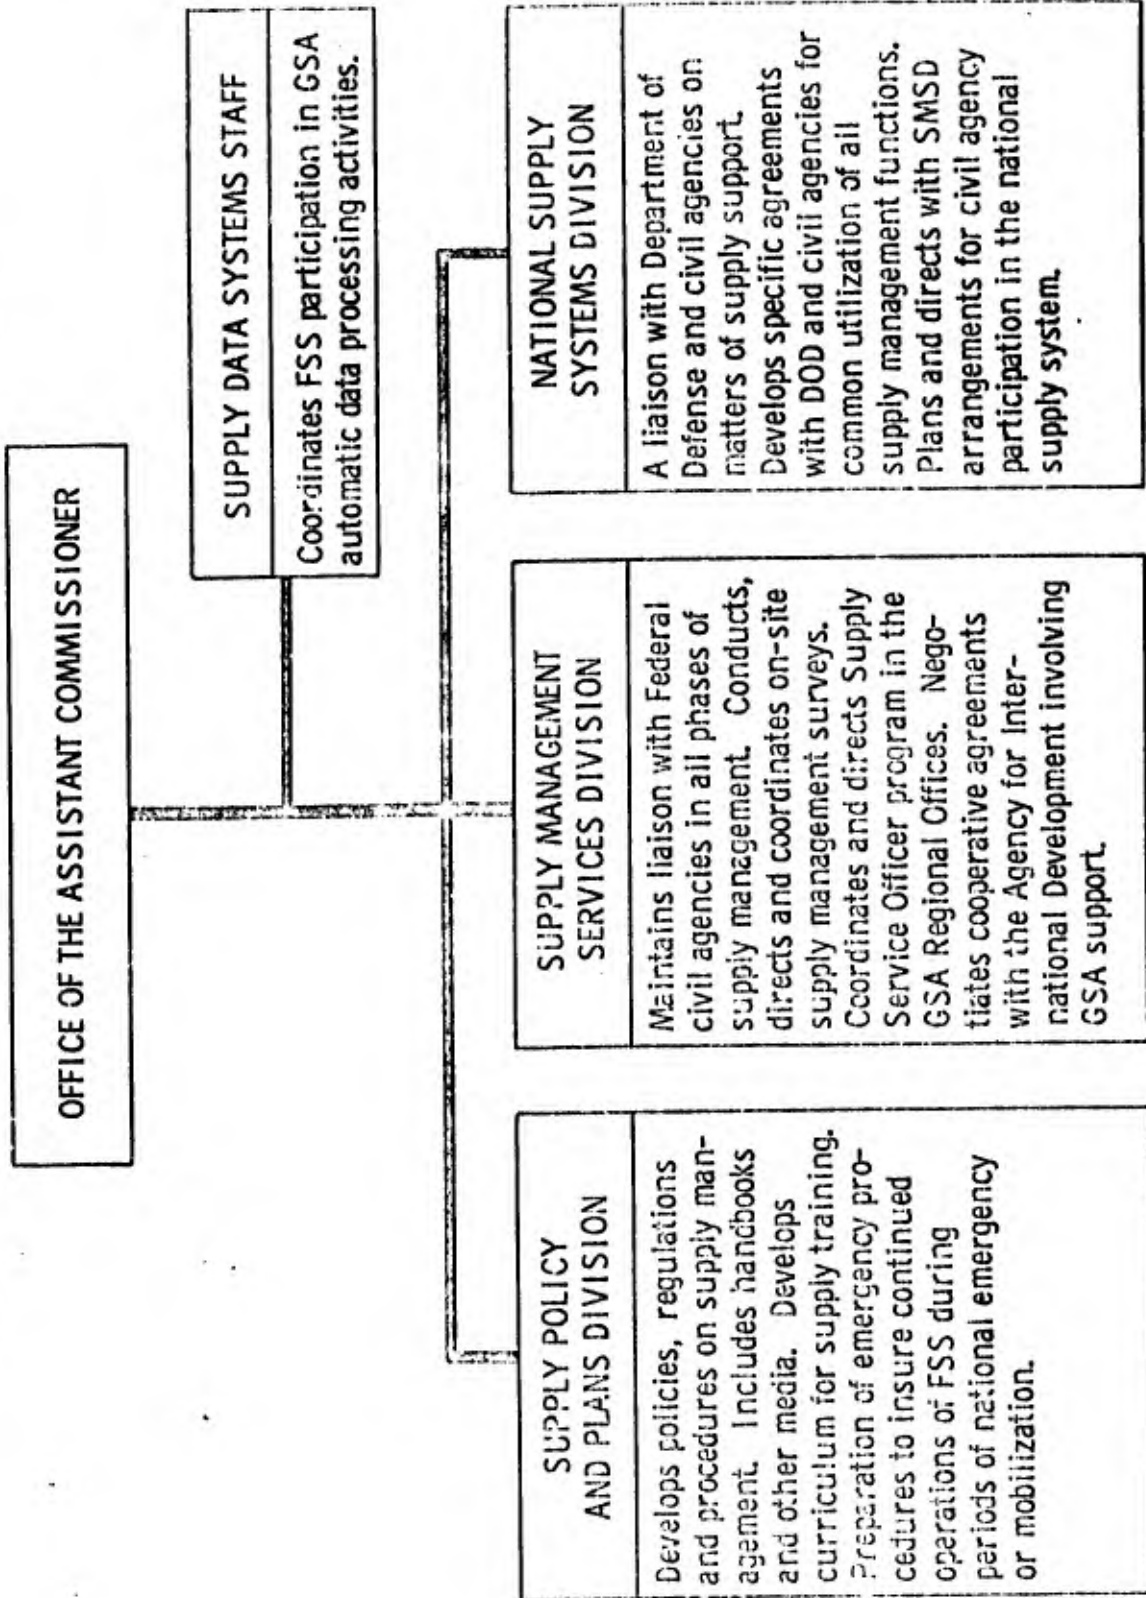 OFFICE OF THE ASSISTANT COMMISSIONER
SUPPLY DATA SYSTEMS STAFF
Coordinates FSS participation in GSA
automatic data processing activities.
SUPPLY POLICY
AND PLANS DIVISION
Develops policies, regulations
and procedures on supply man-
agement. Includes handbooks
and other media. Develops
curriculum for supply training.
Preparation of emergency pro-
cedures to insure continued
operations of FSS during
periods of national emergency
or mobilization.
SUPPLY MANAGEMENT
SERVICES DIVISION
Maintains liaison with Federal
civil agencies in all phases of
supply management. Conducts,
directs and coordinates on-site
supply management surveys.
Coordinates and directs Supply
Service Officer program in the
GSA Regional Offices. Nego-
tiates cooperative agreements
with the Agency for Inter-
national Development involving
GSA support.
NATIONAL SUPPLY
SYSTEMS DIVISION
A liaison with Department of
Defense and civil agencies on
matters of supply support.
Develops specific agreements
with DOD and civil agencies for
common utilization of all
supply management functions.
Plans and directs with SMSD
arrangements for civil agency
participation in the national
supply system.